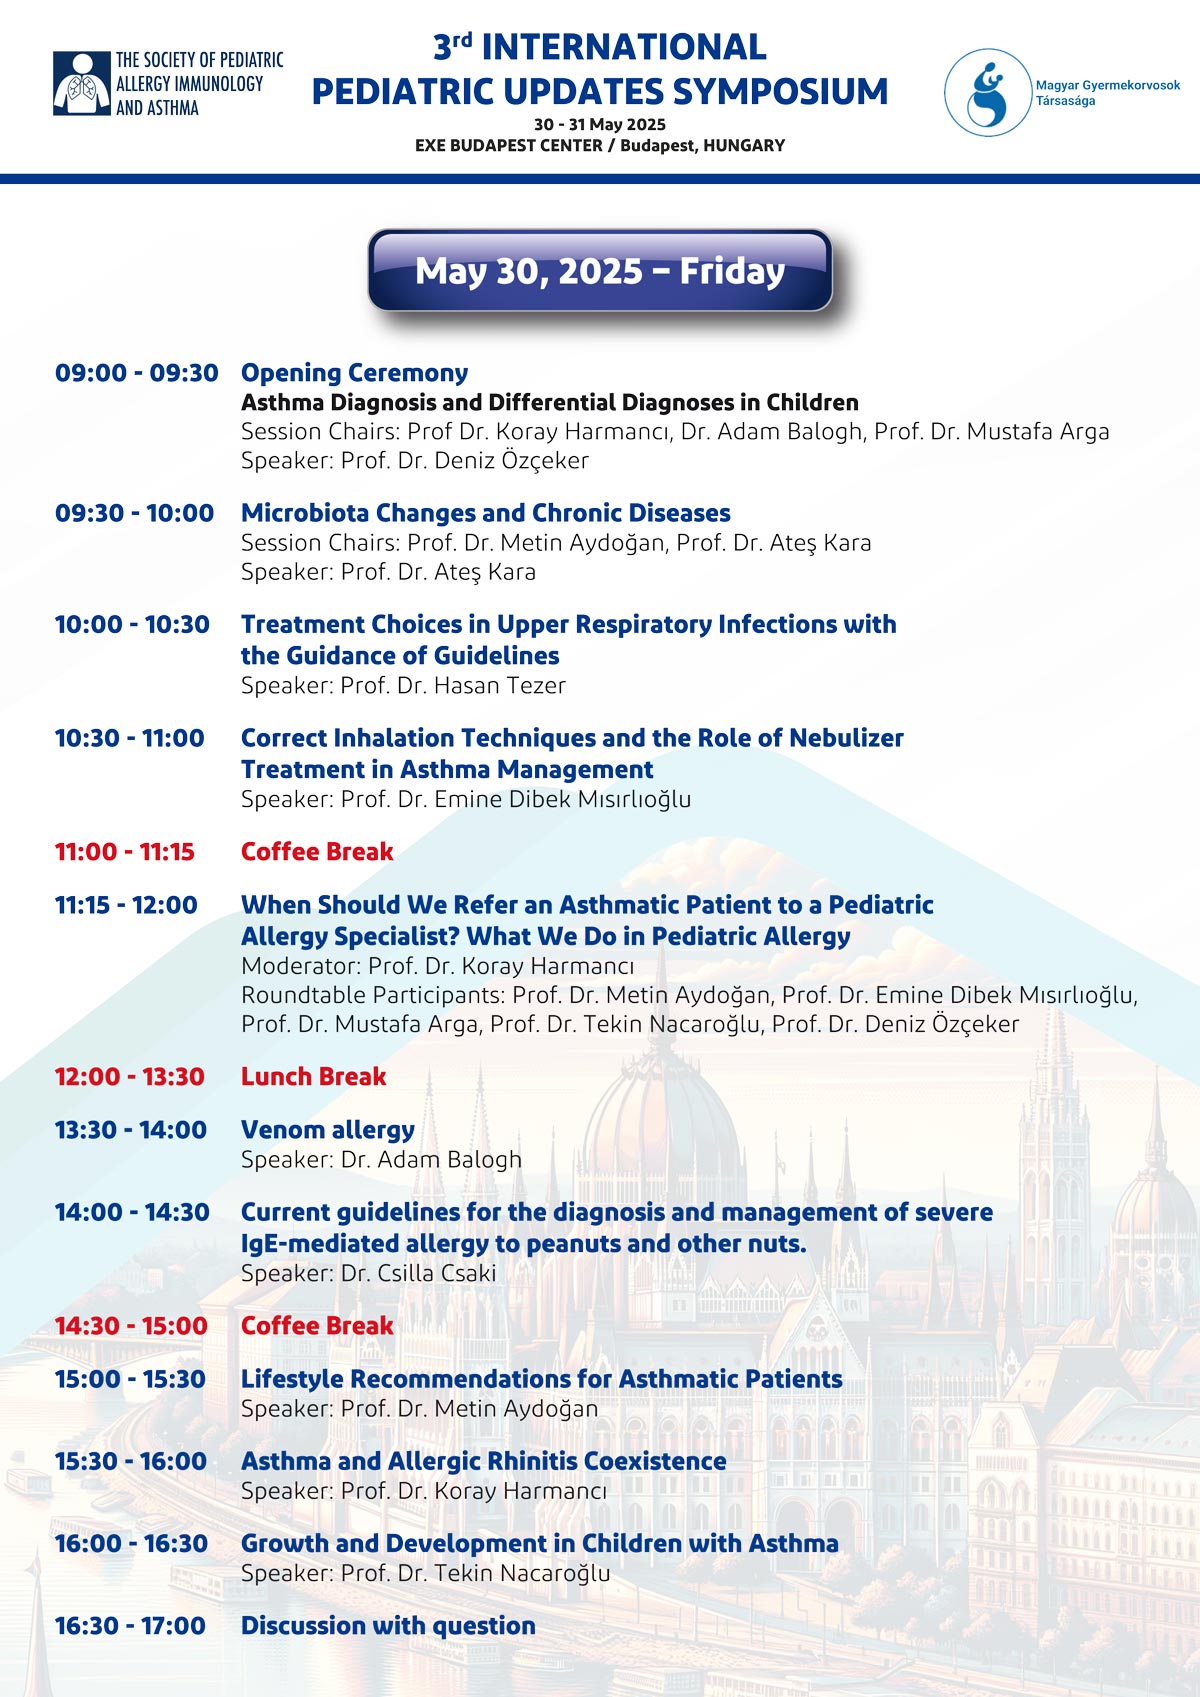 THE SOCIETY OF PEDIATRIC
ALLERGY IMMUNOLOGY
AND ASTHMA
3rd INTERNATIONAL
PEDIATRIC UPDATES SYMPOSIUM
30 - 31 May 2025
EXE BUDAPEST CENTER / Budapest, HUNGARY
Magyar Gyermekorvosok
Társasága
May 30, 2025 – Friday
09:00 - 09:30 Opening Ceremony
Asthma Diagnosis and Differential Diagnoses in Children
Session Chairs: Prof Dr. Koray Harmancı, Dr. Adam Balogh, Prof. Dr. Mustafa Arga
Speaker: Prof. Dr. Deniz Özçeker
09:30 - 10:00 Microbiota Changes and Chronic Diseases
Session Chairs: Prof. Dr. Metin Aydoğan, Prof. Dr. Ateş Kara
Speaker: Prof. Dr. Ateş Kara
10:00 - 10:30 Treatment Choices in Upper Respiratory Infections with
the Guidance of Guidelines
Speaker: Prof. Dr. Hasan Tezer
10:30 - 11:00 Correct Inhalation Techniques and the Role of Nebulizer
Treatment in Asthma Management
Speaker: Prof. Dr. Emine Dibek Mısırlıoğlu
11:00 - 11:15 Coffee Break
11:15 - 12:00 When Should We Refer an Asthmatic Patient to a Pediatric
Allergy Specialist? What We Do in Pediatric Allergy
Moderator: Prof. Dr. Koray Harmancı
Roundtable Participants: Prof. Dr. Metin Aydoğan, Prof. Dr. Emine Dibek Mısırlıoğlu,
Prof. Dr. Mustafa Arga, Prof. Dr. Tekin Nacaroğlu, Prof. Dr. Deniz Özçeker
12:00 - 13:30 Lunch Break
13:30 - 14:00 Venom allergy
Speaker: Dr. Adam Balogh
14:00 - 14:30 Current guidelines for the diagnosis and management of severe
IgE-mediated allergy to peanuts and other nuts.
Speaker: Dr. Csilla Csaki
14:30 - 15:00 Coffee Break
15:00 - 15:30 Lifestyle Recommendations for Asthmatic Patients
Speaker: Prof. Dr. Metin Aydoğan
15:30 - 16:00 Asthma and Allergic Rhinitis Coexistence
Speaker: Prof. Dr. Koray Harmancı
16:00 - 16:30 Growth and Development in Children with Asthma
Speaker: Prof. Dr. Tekin Nacaroğlu
16:30 - 17:00 Discussion with question